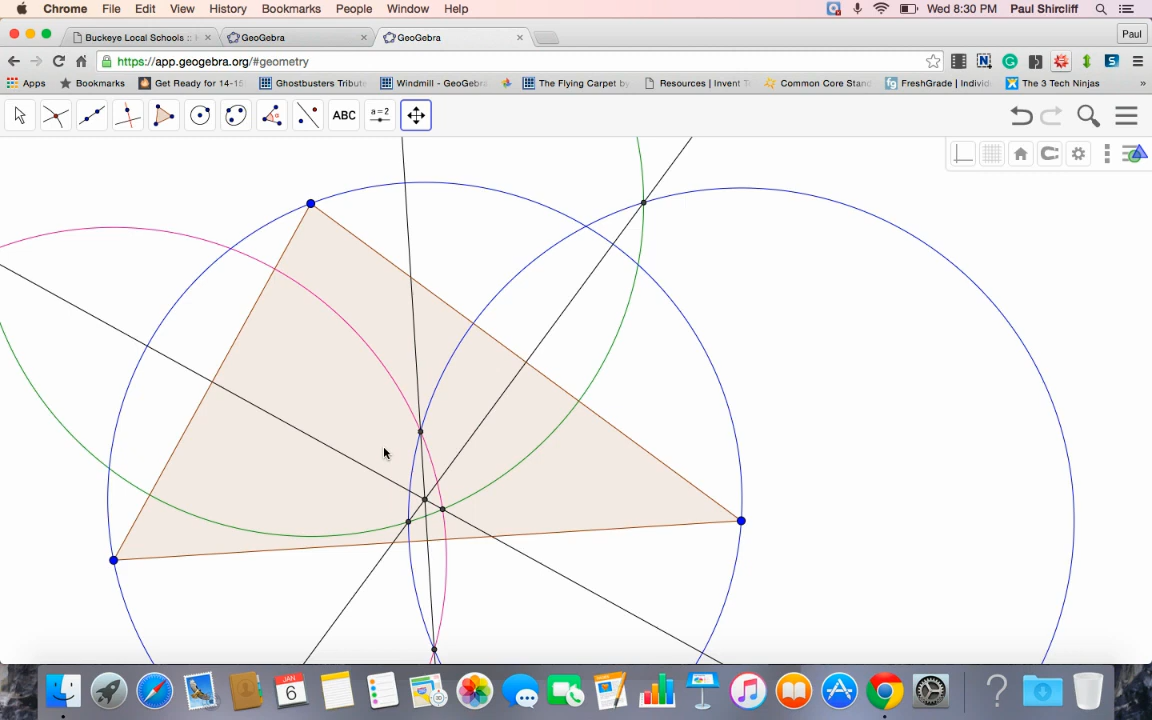 Chrome File Edit View History Bookmarks People Window Help Wed 8:30 PM Paul Shircliff
Buckeye Local Schools :: GeoGebra GeoGebra Paul
https://app.geogebra.org/#geometry
Apps Bookmarks Get Ready for 14-15 Ghostbusters Tribute Windmill - GeoGebra The Flying Carpet by Resources | Invent T Common Core Stand FreshGrade | Individ The 3 Tech Ninjas »
ABC a=2
JAN
6